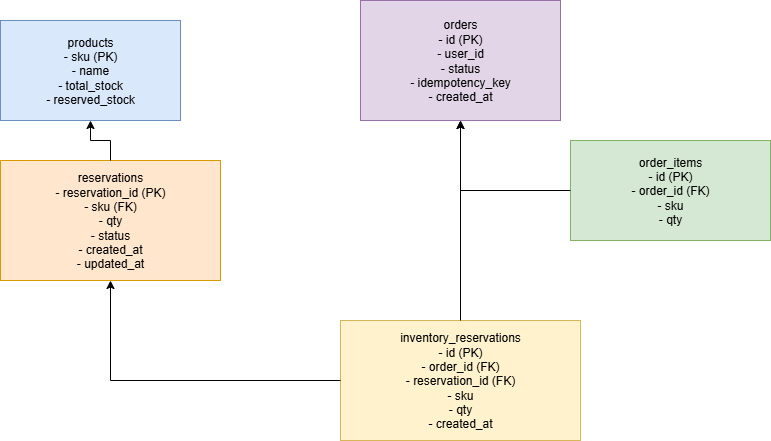 products
- sku (PK)
- name
- total_stock
- reserved_stock
orders
- id (PK)
- user_id
- status
- idempotency_key
- created_at
order_items
- id (PK)
- order_id (FK)
- sku
- qty
reservations
- reservation_id (PK)
- sku (FK)
- qty
- status
- created_at
- updated_at
inventory_reservations
- id (PK)
- order_id (FK)
- reservation_id (FK)
- sku
- qty
- created_at